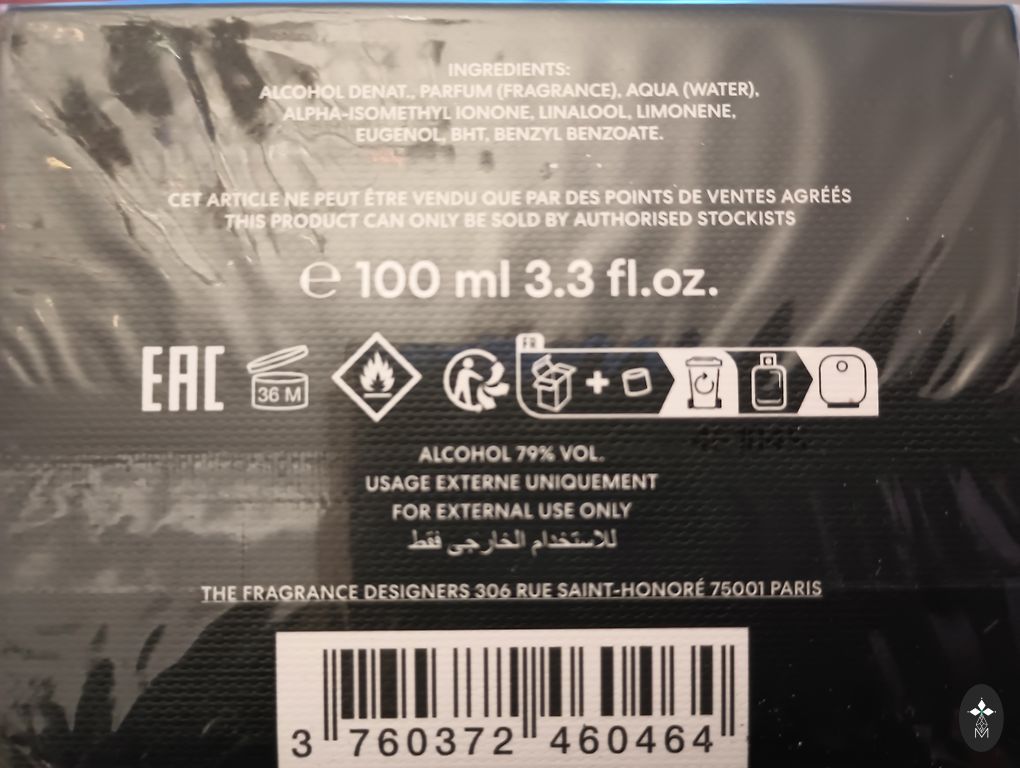 INGREDIENTS:
ALCOHOL DENAT., PARFUM (FRAGRANCE), AQUA (WATER),
ALPHA-ISOMETHYL IONONE, LINALOOL, LIMONENE,
EUGENOL, BHT, BENZYL BENZOATE.
CET ARTICLE NE PEUT ÊTRE VENDU QUE PAR DES POINTS DE VENTES AGRÉÉS
THIS PRODUCT CAN ONLY BE SOLD BY AUTHORISED STOCKISTS
℮ 100 ml 3.3 fl.oz.
EAC 36 M FR
ALCOHOL 79% VOL.
USAGE EXTERNE UNIQUEMENT
FOR EXTERNAL USE ONLY
للاستخدام الخارجى فقط
THE FRAGRANCE DESIGNERS 306 RUE SAINT-HONORÉ 75001 PARIS
3 760372 460464
M